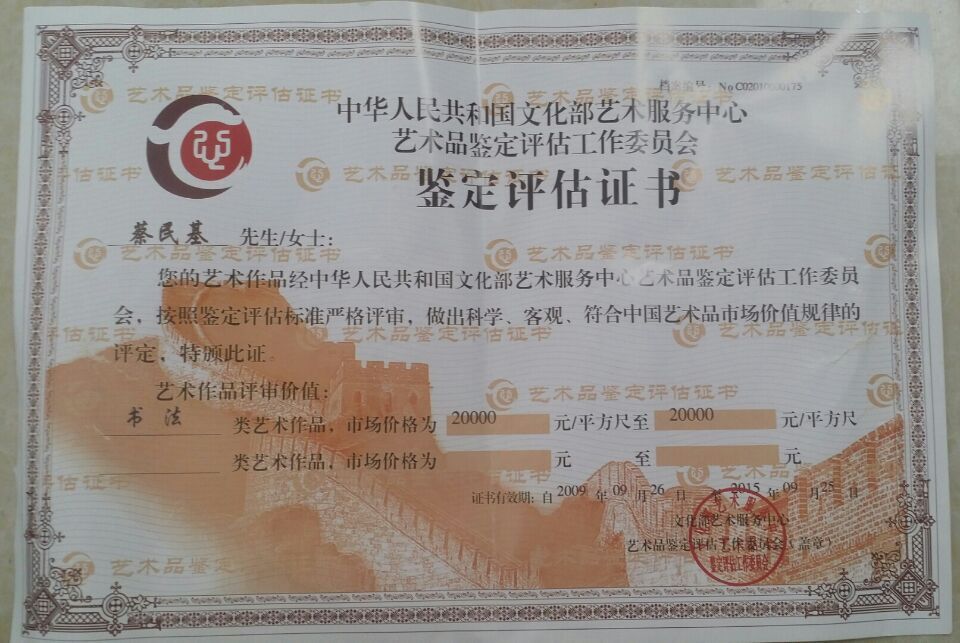 档案编号：No C02010000175
中华人民共和国文化部艺术服务中心
艺术品鉴定评估工作委员会
鉴定评估证书
蔡民基 先生/女士：
您的艺术作品经中华人民共和国文化部艺术服务中心艺术品鉴定评估工作委员
会，按照鉴定评估标准严格评审，做出科学、客观、符合中国艺术品市场价值规律的
评定，特颁此证。
艺术作品评审价值：
书 法 类艺术作品，市场价格为 20000 元/平方尺至 20000 元/平方尺
类艺术作品，市场价格为 元 至 元
证书有效期：自 2009 年 09 月 26 日 至 2015 年 09 月 25 日
文化部艺术服务中心
艺术品鉴定评估工作委员会（盖章）
鉴定评估工作委员会
艺术品鉴定评估证书